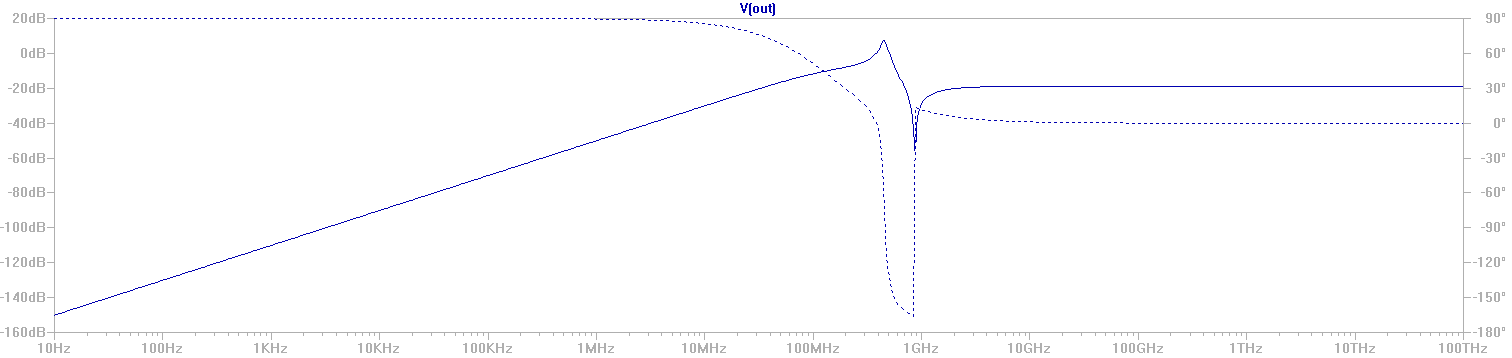 V(out)
20dB
0dB
-20dB
-40dB
-60dB
-80dB
-100dB
-120dB
-140dB
-160dB
90°
60°
30°
0°
-30°
-60°
-90°
-120°
-150°
-180°
10Hz 100Hz 1KHz 10KHz 100KHz 1MHz 10MHz 100MHz 1GHz 10GHz 100GHz 1THz 10THz 100THz